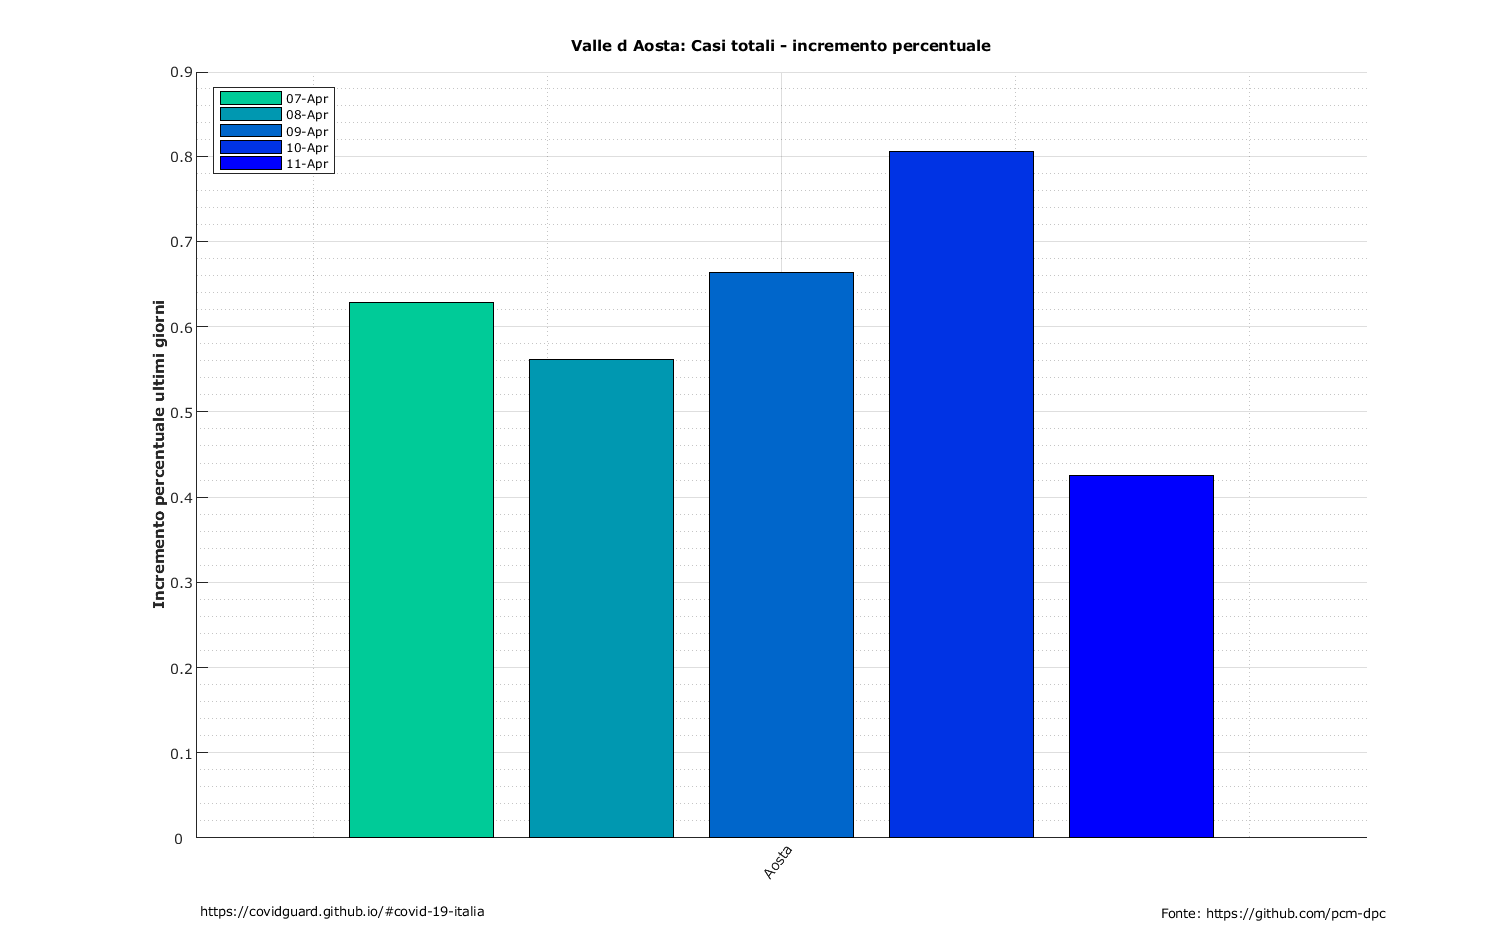 Valle d Aosta: Casi totali - incremento percentuale
0.9
0.8
0.7
0.6
0.5
0.4
0.3
0.2
0.1
0
07-Apr
08-Apr
09-Apr
10-Apr
11-Apr
Incremento percentuale ultimi giorni
Aosta
https://covidguard.github.io/#covid-19-italia
Fonte: https://github.com/pcm-dpc